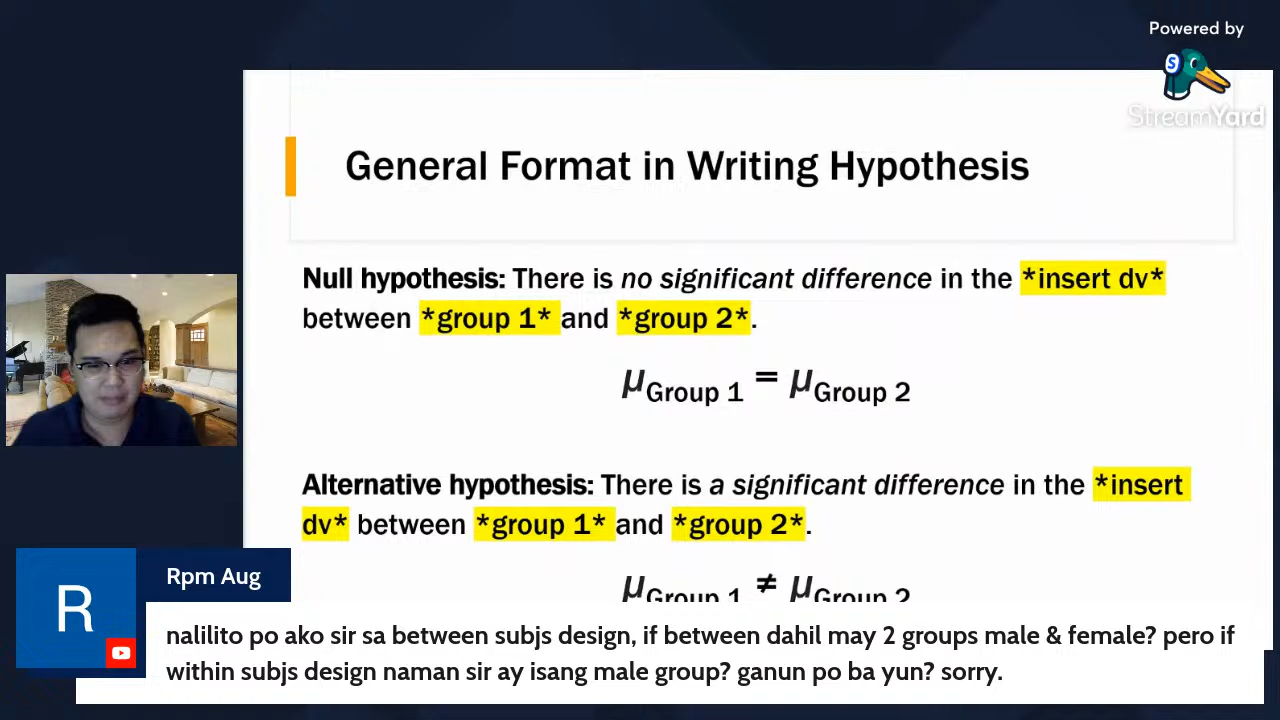 Powered by
S
StreamYard
General Format in Writing Hypothesis
Null hypothesis: There is no significant difference in the *insert dv*
between *group 1* and *group 2*.
μGroup 1 = μGroup 2
Alternative hypothesis: There is a significant difference in the *insert
dv* between *group 1* and *group 2*.
μGroup 1 ≠ μGroup 2
R
Rpm Aug
nalilito po ako sir sa between subjs design, if between dahil may 2 groups male & female? pero if
within subjs design naman sir ay isang male group? ganun po ba yun? sorry.